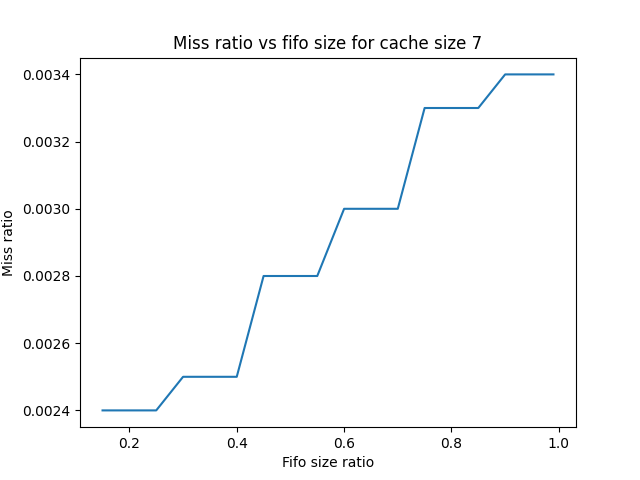 Miss ratio vs fifo size for cache size 7
0.0034
0.0032
0.0030
0.0028
0.0026
0.0024
Miss ratio
0.2 0.4 0.6 0.8 1.0
Fifo size ratio